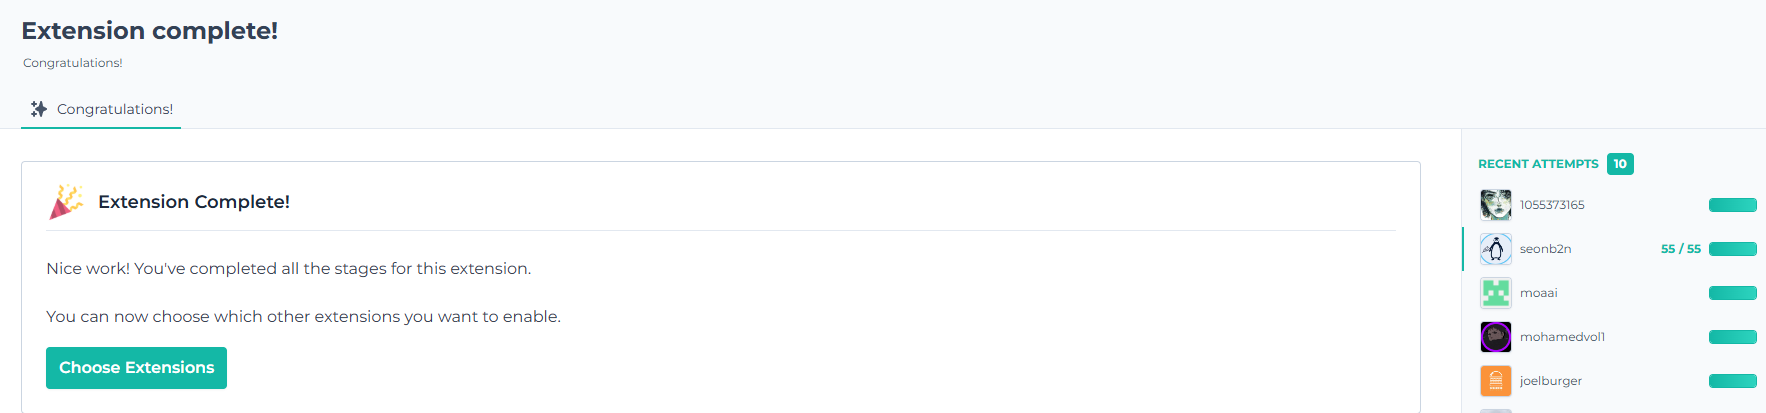 Extension complete!
Congratulations!
Congratulations!
Extension Complete!
Nice work! You've completed all the stages for this extension.
You can now choose which other extensions you want to enable.
Choose Extensions
RECENT ATTEMPTS 10
1055373165
seonb2n 55 / 55
moaai
mohamedvol1
joelburger